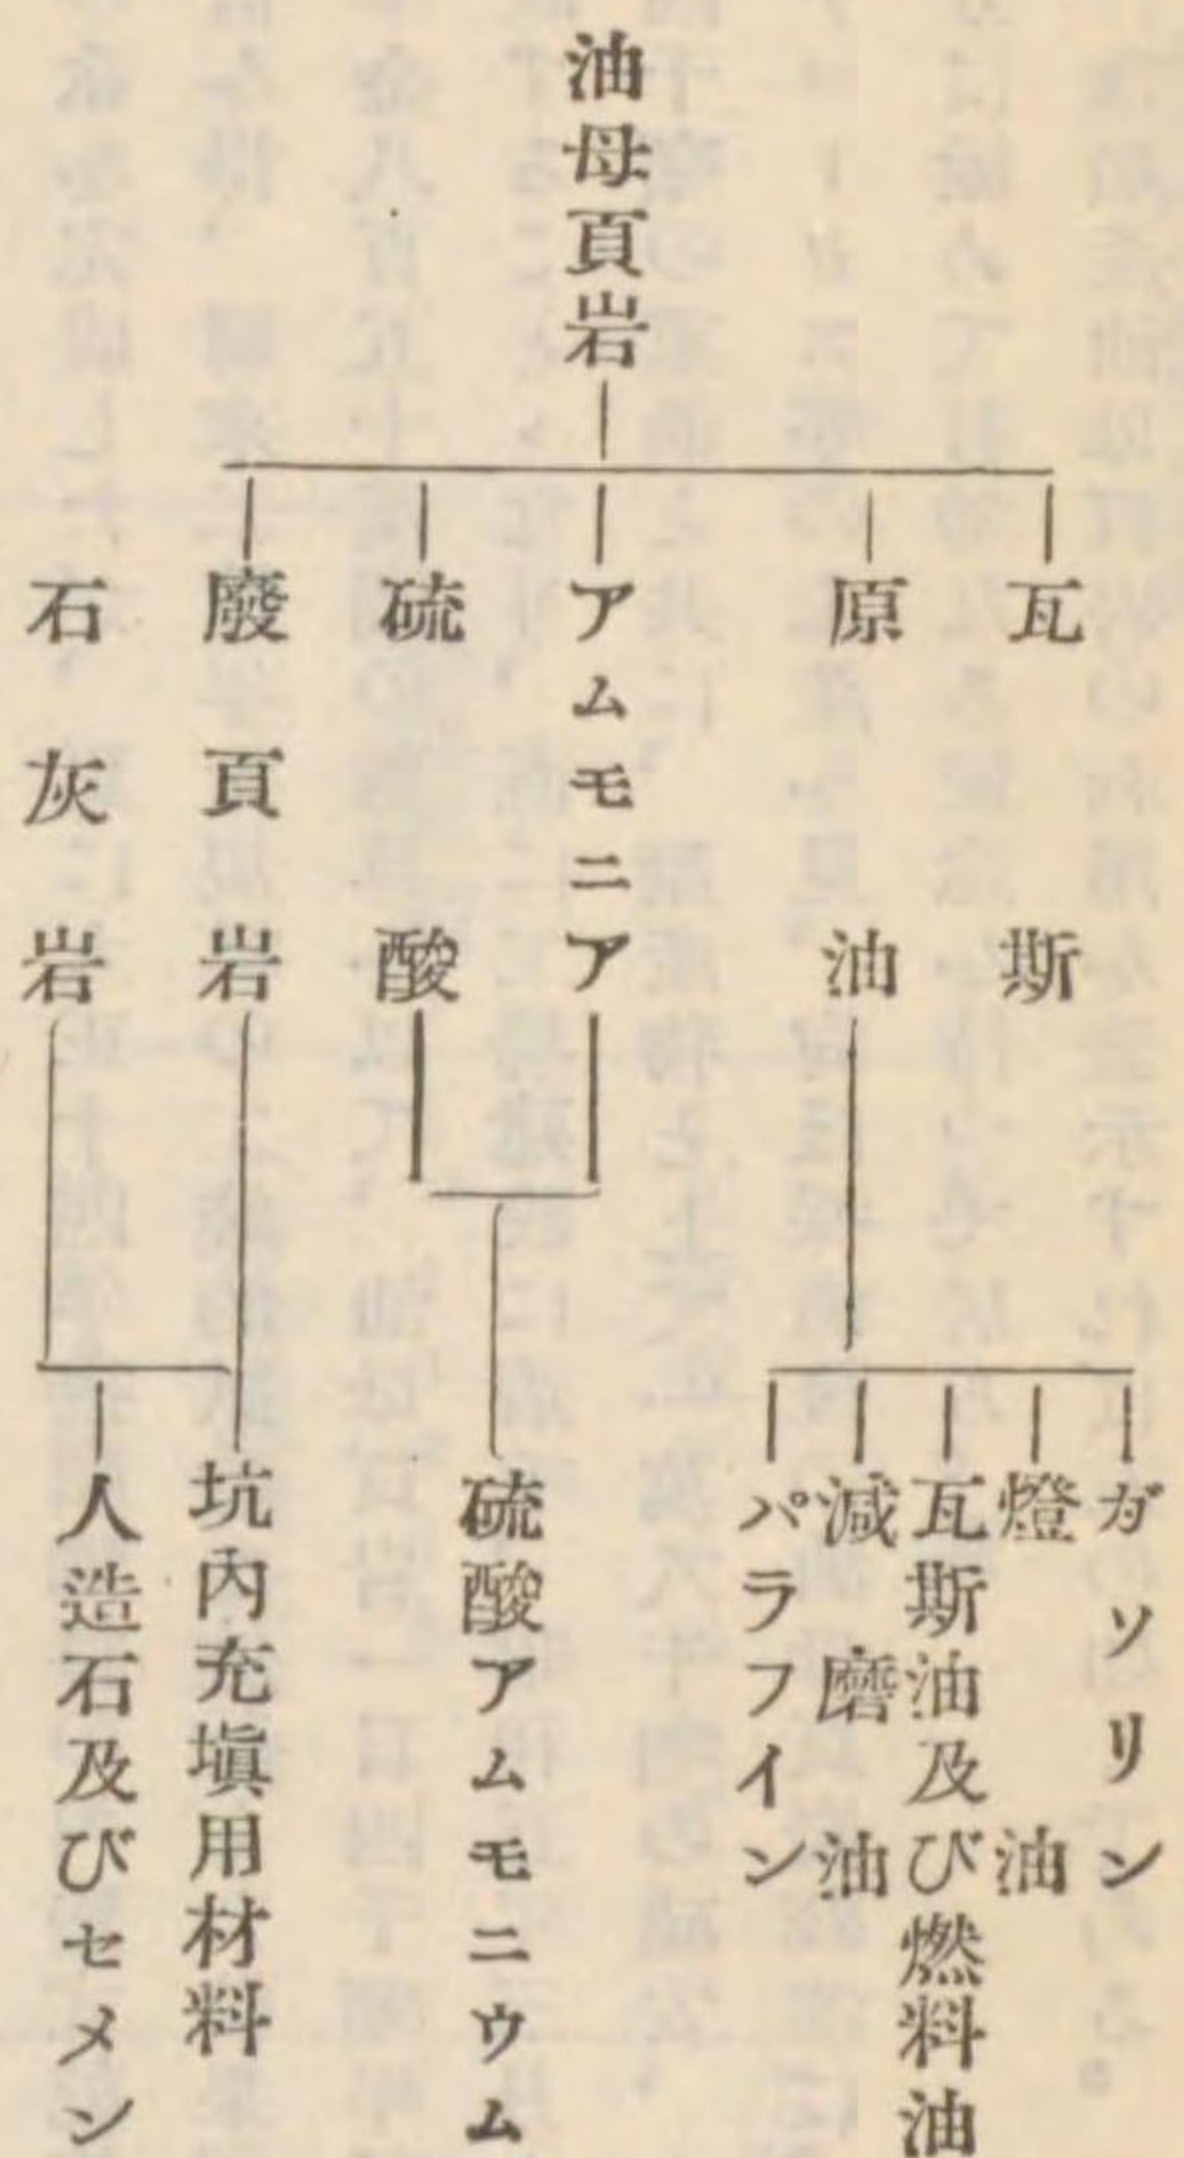 油母頁岩
瓦斯
原油
アムモニア
硫酸
廢頁岩
石灰岩
ガソリン
燈油
瓦斯油及び燃料油
減磨油
パラフイン
硫酸アムモニウム
坑內充塡用材料
人造石及びセメン